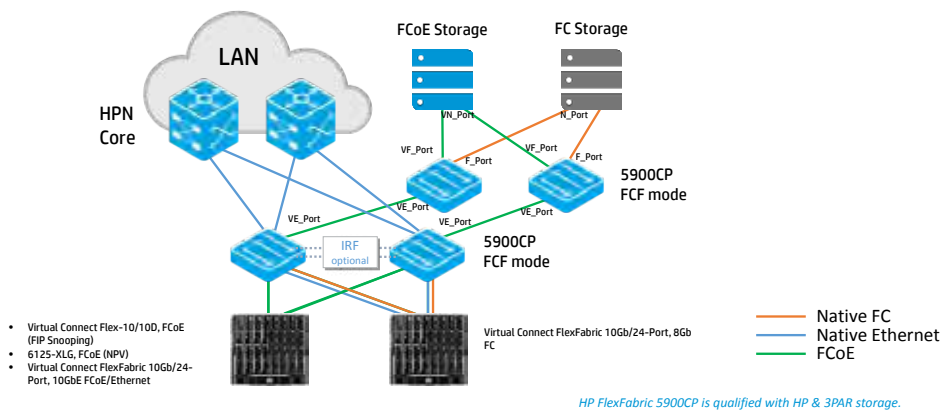 FCoE Storage
FC Storage
LAN
HPN
Core
VN_Port
N_Port
VF_Port
F_Port
VF_Port
F_Port
5900CP
FCF mode
VE_Port
VE_Port
VE_Port
VE_Port
IRF
optional
5900CP
FCF mode
• Virtual Connect Flex-10/10D, FCoE
(FIP Snooping)
• 6125-XLG, FCoE (NPV)
• Virtual Connect FlexFabric 10Gb/24-
Port, 10GbE FCoE/Ethernet
Virtual Connect FlexFabric 10Gb/24-Port, 8Gb
FC
Native FC
Native Ethernet
FCoE
HP FlexFabric 5900CP is qualified with HP & 3PAR storage.